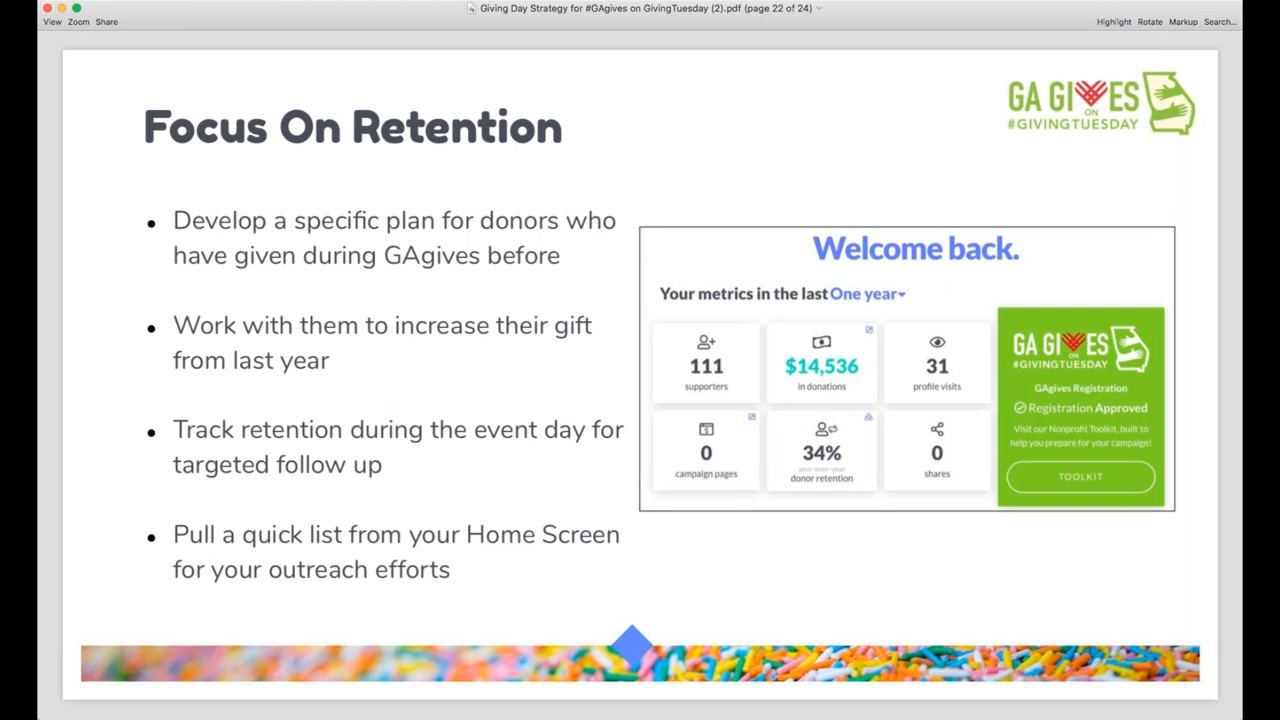 Giving Day Strategy for #GAgives on GivingTuesday (2).pdf (page 22 of 24)
View Zoom Share
Highlight Rotate Markup Search...
GA GIVES
ON
#GIVINGTUESDAY
Focus On Retention
• Develop a specific plan for donors who
have given during GAgives before
• Work with them to increase their gift
from last year
• Track retention during the event day for
targeted follow up
• Pull a quick list from your Home Screen
for your outreach efforts
Welcome back.
Your metrics in the last One year
111
supporters
$14,536
in donations
31
profile visits
0
campaign pages
34%
year-over-year
donor retention
0
shares
GA GIVES
ON
#GIVINGTUESDAY
GAgives Registration
Registration Approved
Visit our Nonprofit Toolkit, built to
help you prepare for your campaign!
TOOLKIT